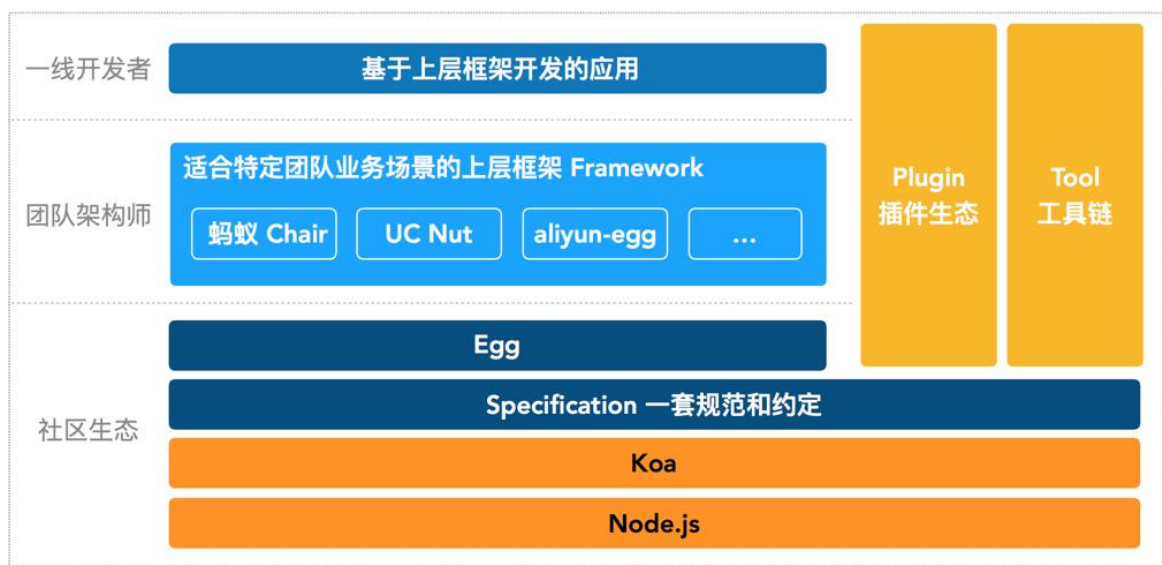 一线开发者
基于上层框架开发的应用
团队架构师
适合特定团队业务场景的上层框架 Framework
蚂蚁 Chair
UC Nut
aliyun-egg
...
Plugin
插件生态
Tool
工具链
社区生态
Egg
Specification 一套规范和约定
Koa
Node.js